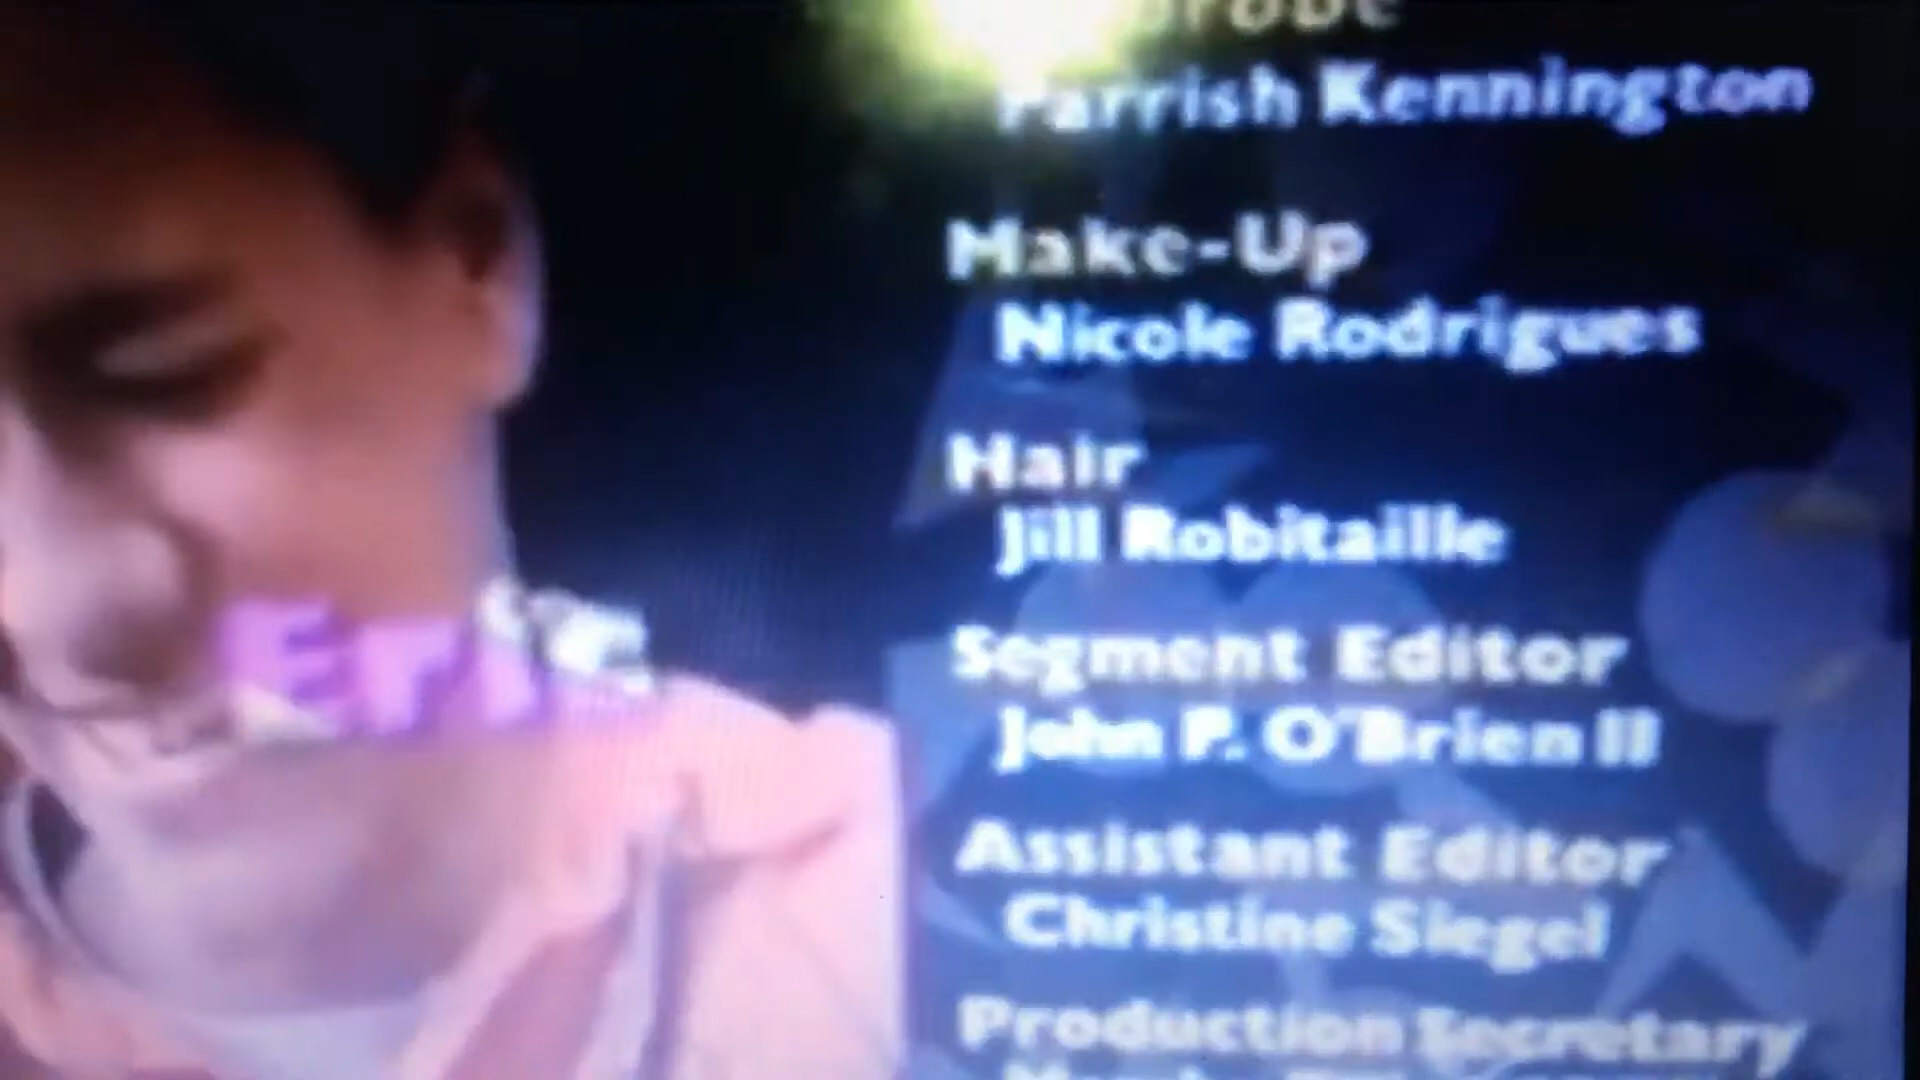 Parrish Kennington
Make-Up
Nicole Rodrigues
Hair
Jill Robitaille
Segment Editor
John P. O'Brien II
Assistant Editor
Christine Siegel
Production Secretary